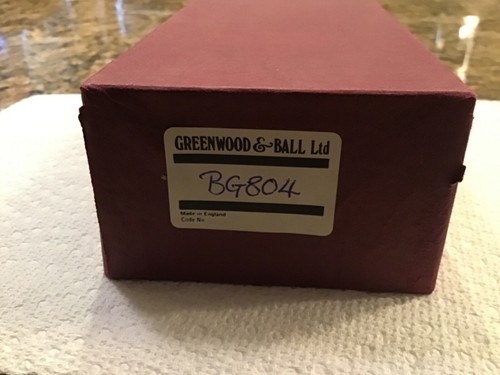 GREENWOOD & BALL Ltd
BG804
Made in England
Code No